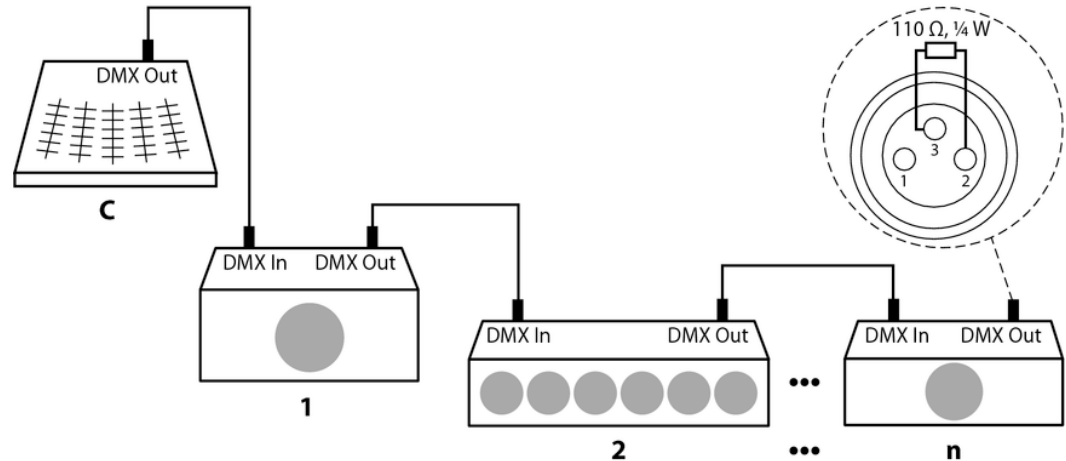 110 Ω, ¼ W
DMX Out
3
1
2
C
DMX In
DMX Out
1
DMX In
DMX Out
2
•••
•••
DMX In
DMX Out
n